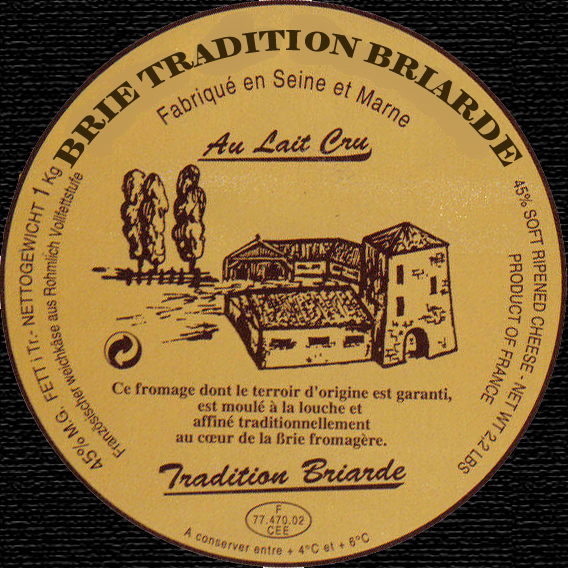 BRIE TRADITION BRIARDE
Fabriqué en Seine et Marne
Au Lait Cru
45% M.G. FETT i Tr.- NETTOGEWICHT 1 Kg
Französischer Weichkäse aus Rohmilch Vollfettstufe
45% SOFT RIPENED CHEESE - NET WT 2,2 LBS
PRODUCT OF FRANCE
Ce fromage dont le terroir d'origine est garanti,
est moulé à la louche et
affiné traditionnellement
au cœur de la Brie fromagère.
Tradition Briarde
F
77.470.02
CEE
A conserver entre + 4°C et + 6°C